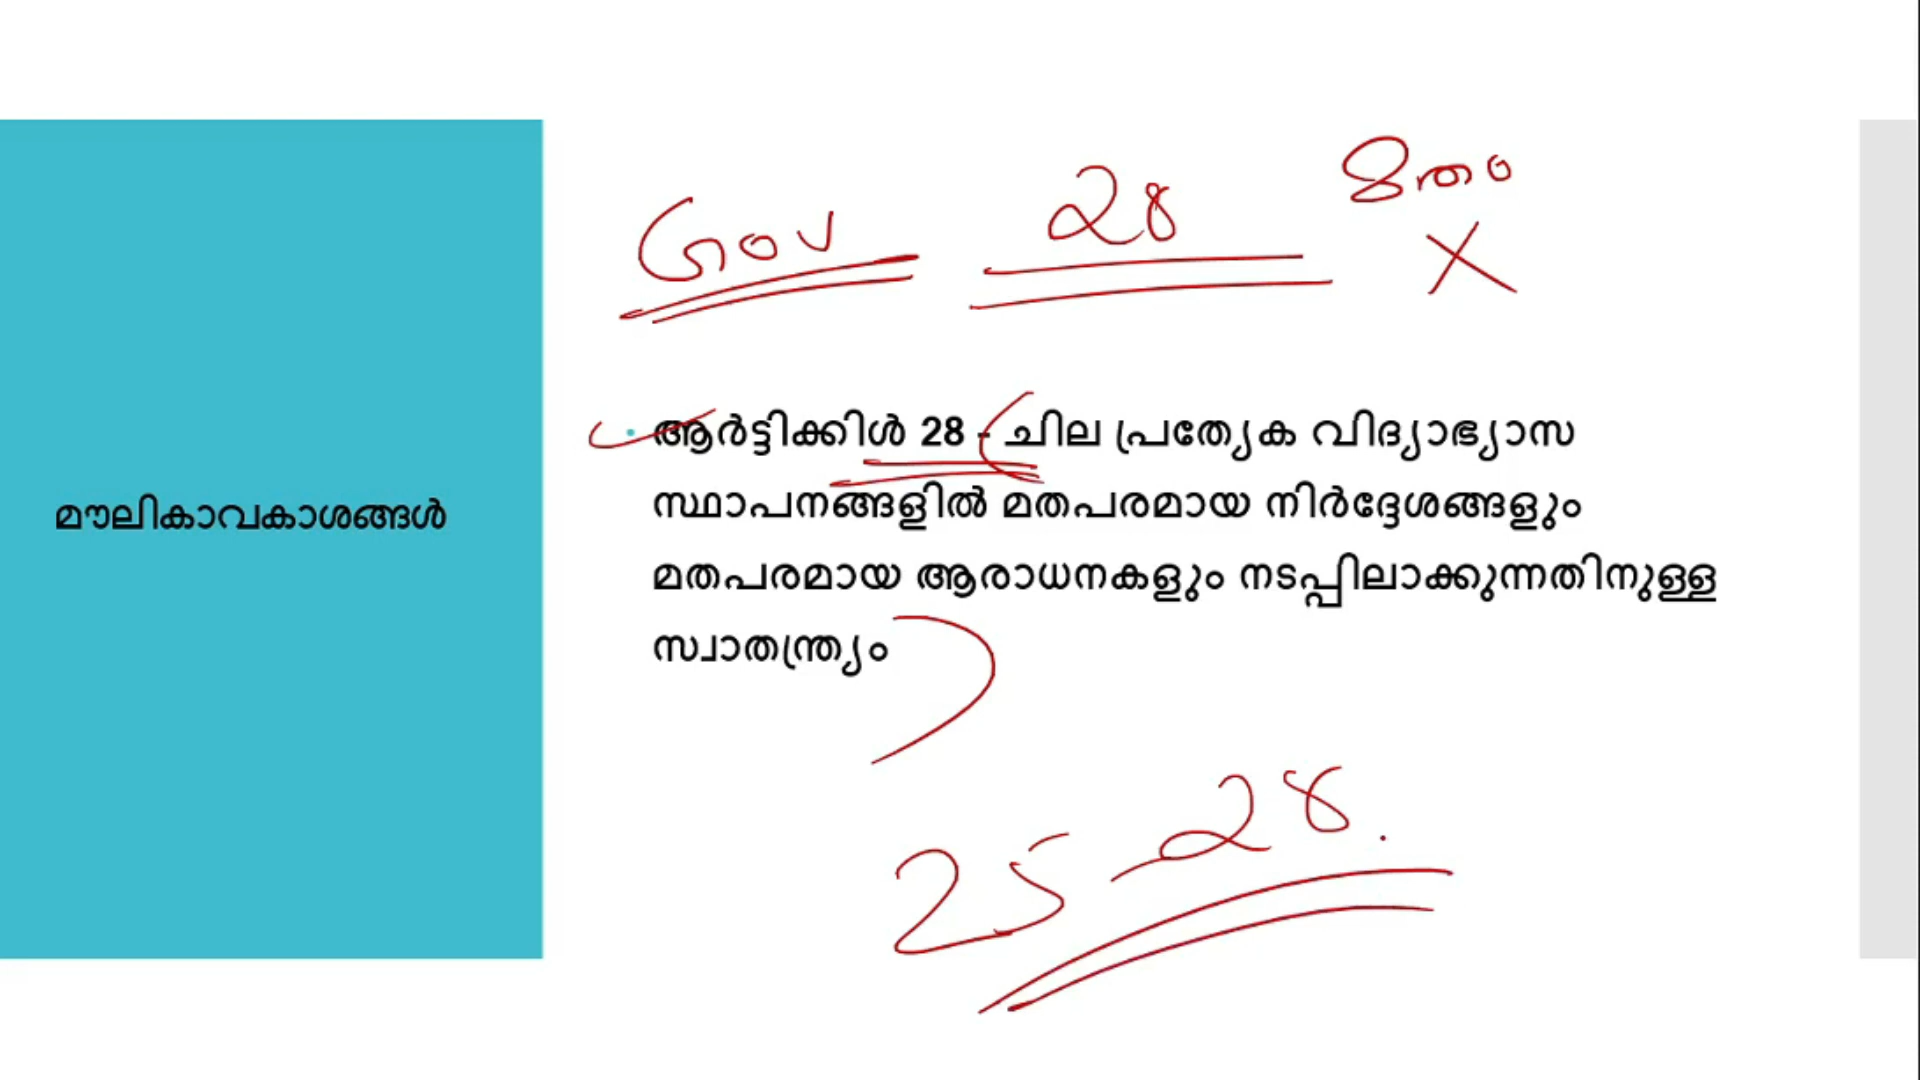 Gov 28 മതം
X
ആർട്ടിക്കിൾ 28 - ചില പ്രത്യേക വിദ്യാഭ്യാസ
സ്ഥാപനങ്ങളിൽ മതപരമായ നിർദ്ദേശങ്ങളും
മതപരമായ ആരാധനകളും നടപ്പിലാക്കുന്നതിനുള്ള
സ്വാതന്ത്ര്യം
മൗലികാവകാശങ്ങൾ
25-28.